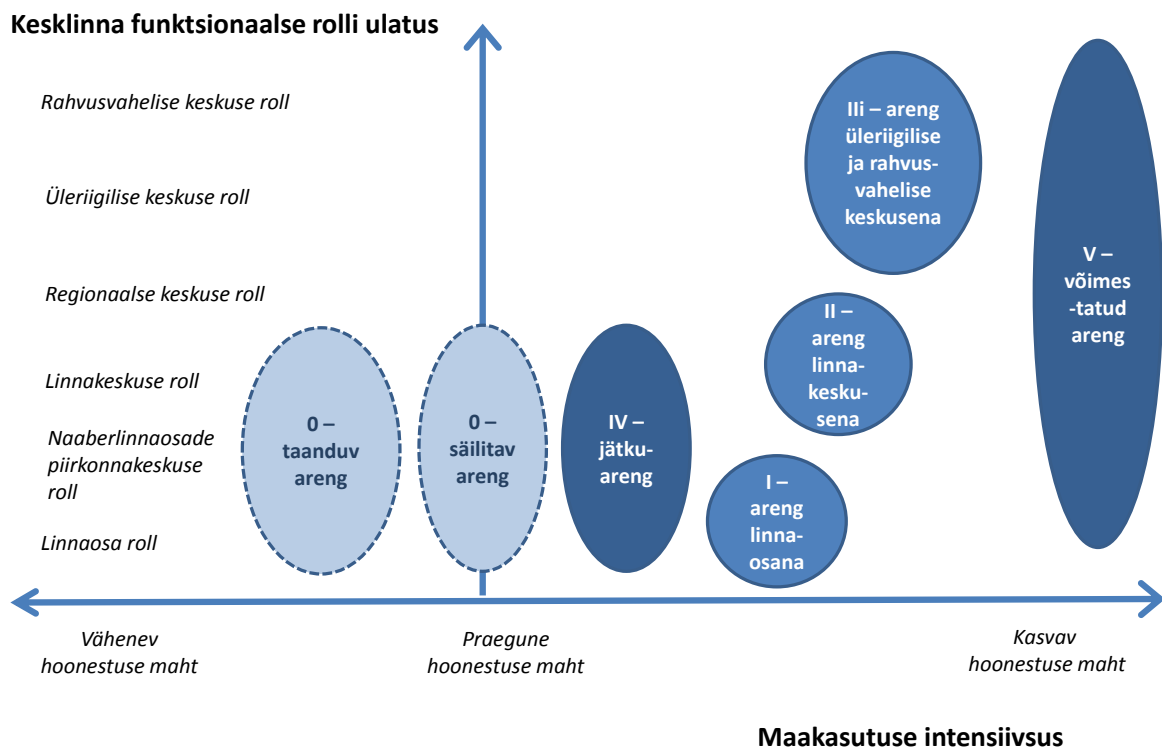 Kesklinna funktsionaalse rolli ulatus
Rahvusvahelise keskuse roll
Üleriigilise keskuse roll
Regionaalse keskuse roll
Linnakeskuse roll
Naaberlinnaosade
piirkonnakeskuse
roll
Linnaosa roll
0 –
taanduv
areng
0 –
säilitav
areng
IV –
jätku-
areng
I –
areng
linna-
osana
II –
areng
linna-
kesku-
sena
IIi – areng
üleriigilise
ja rahvus-
vahelise
keskusena
V –
võimes
-tatud
areng
Vähenev
hoonestuse maht
Praegune
hoonestuse maht
Kasvav
hoonestuse maht
Maakasutuse intensiivsus